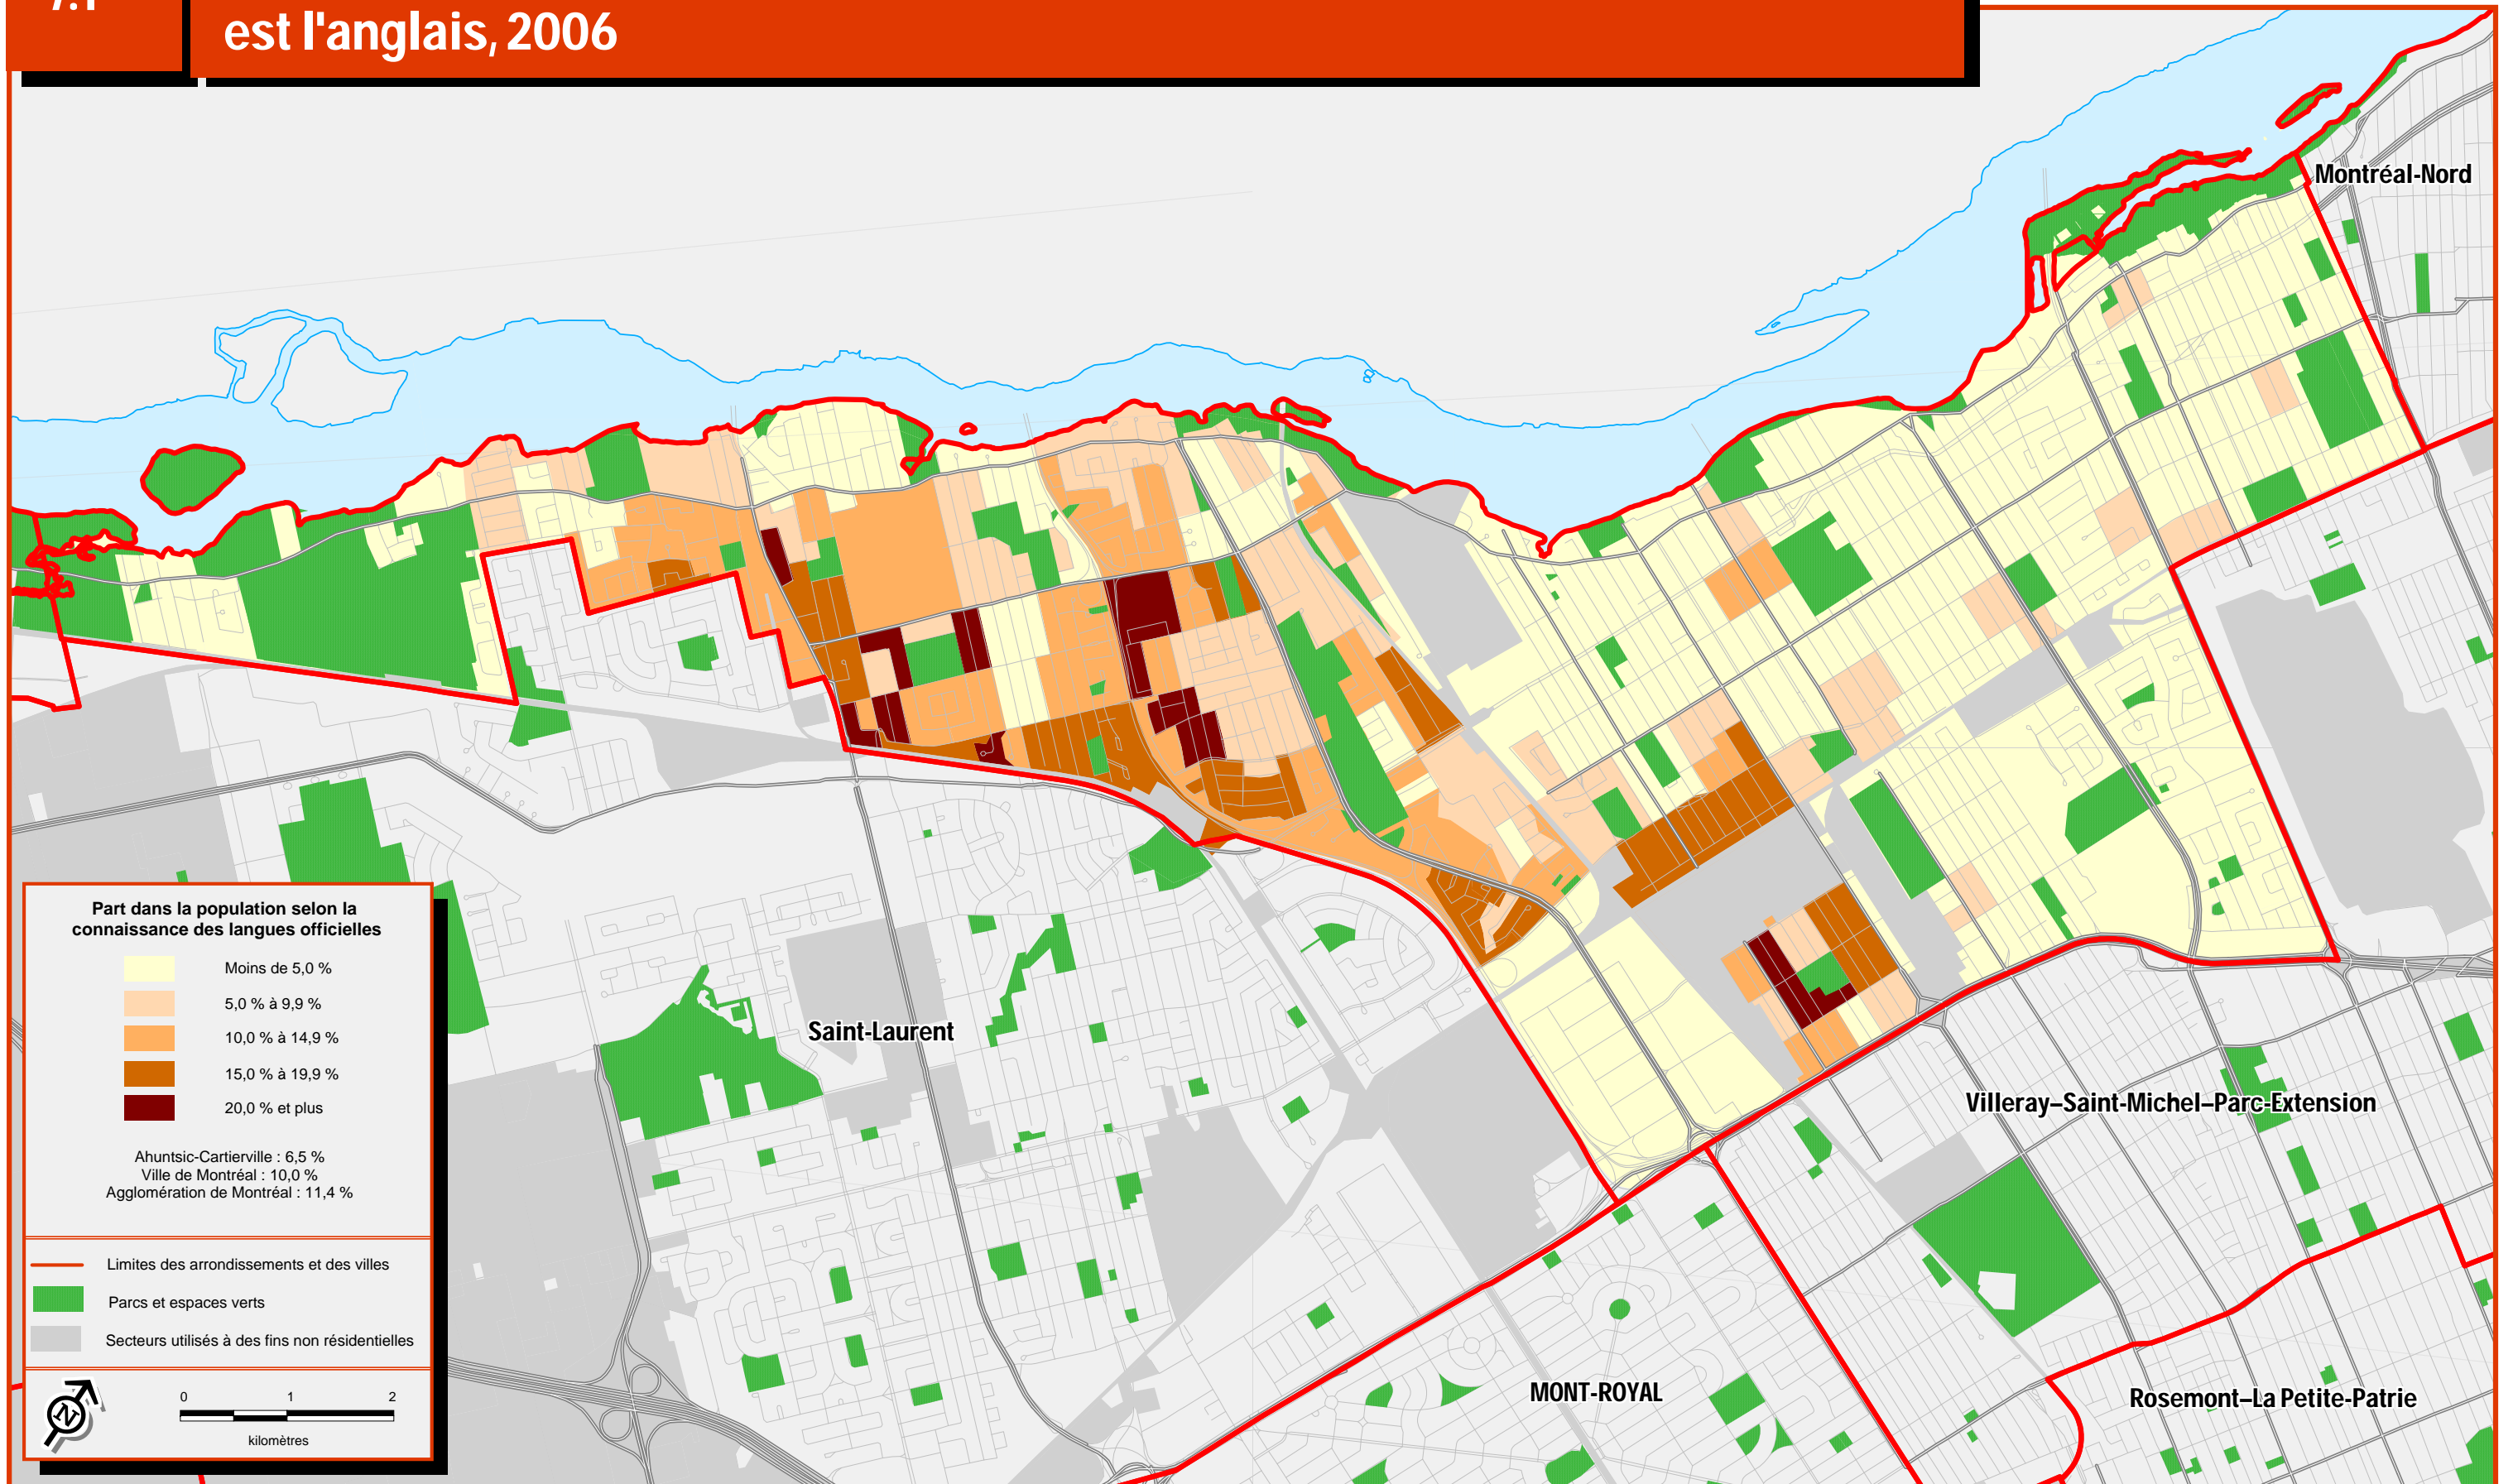 7.1
est l'anglais, 2006
Montréal-Nord
Saint-Laurent
Villeray–Saint-Michel–Parc-Extension
MONT-ROYAL
Rosemont–La Petite-Patrie
Part dans la population selon la
connaissance des langues officielles
Moins de 5,0 %
5,0 % à 9,9 %
10,0 % à 14,9 %
15,0 % à 19,9 %
20,0 % et plus
Ahuntsic-Cartierville : 6,5 %
Ville de Montréal : 10,0 %
Agglomération de Montréal : 11,4 %
Limites des arrondissements et des villes
Parcs et espaces verts
Secteurs utilisés à des fins non résidentielles
N
0 1 2
kilomètres